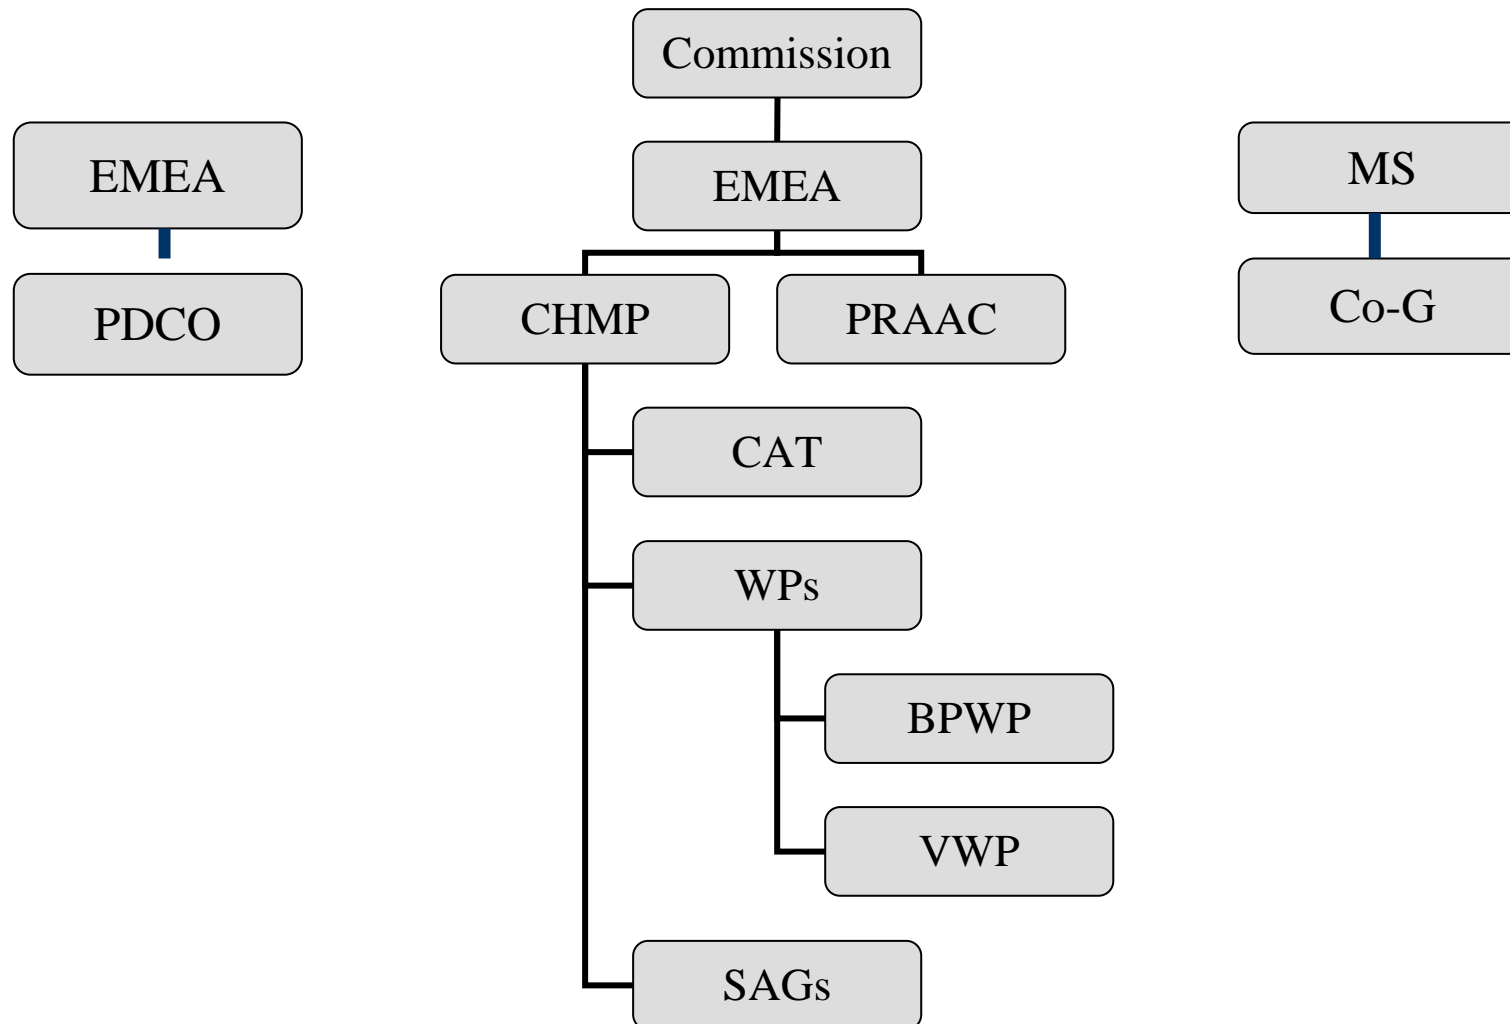 Commission
EMEA
EMEA
MS
PDCO
CHMP
PRAAC
Co-G
CAT
WPs
BPWP
VWP
SAGs